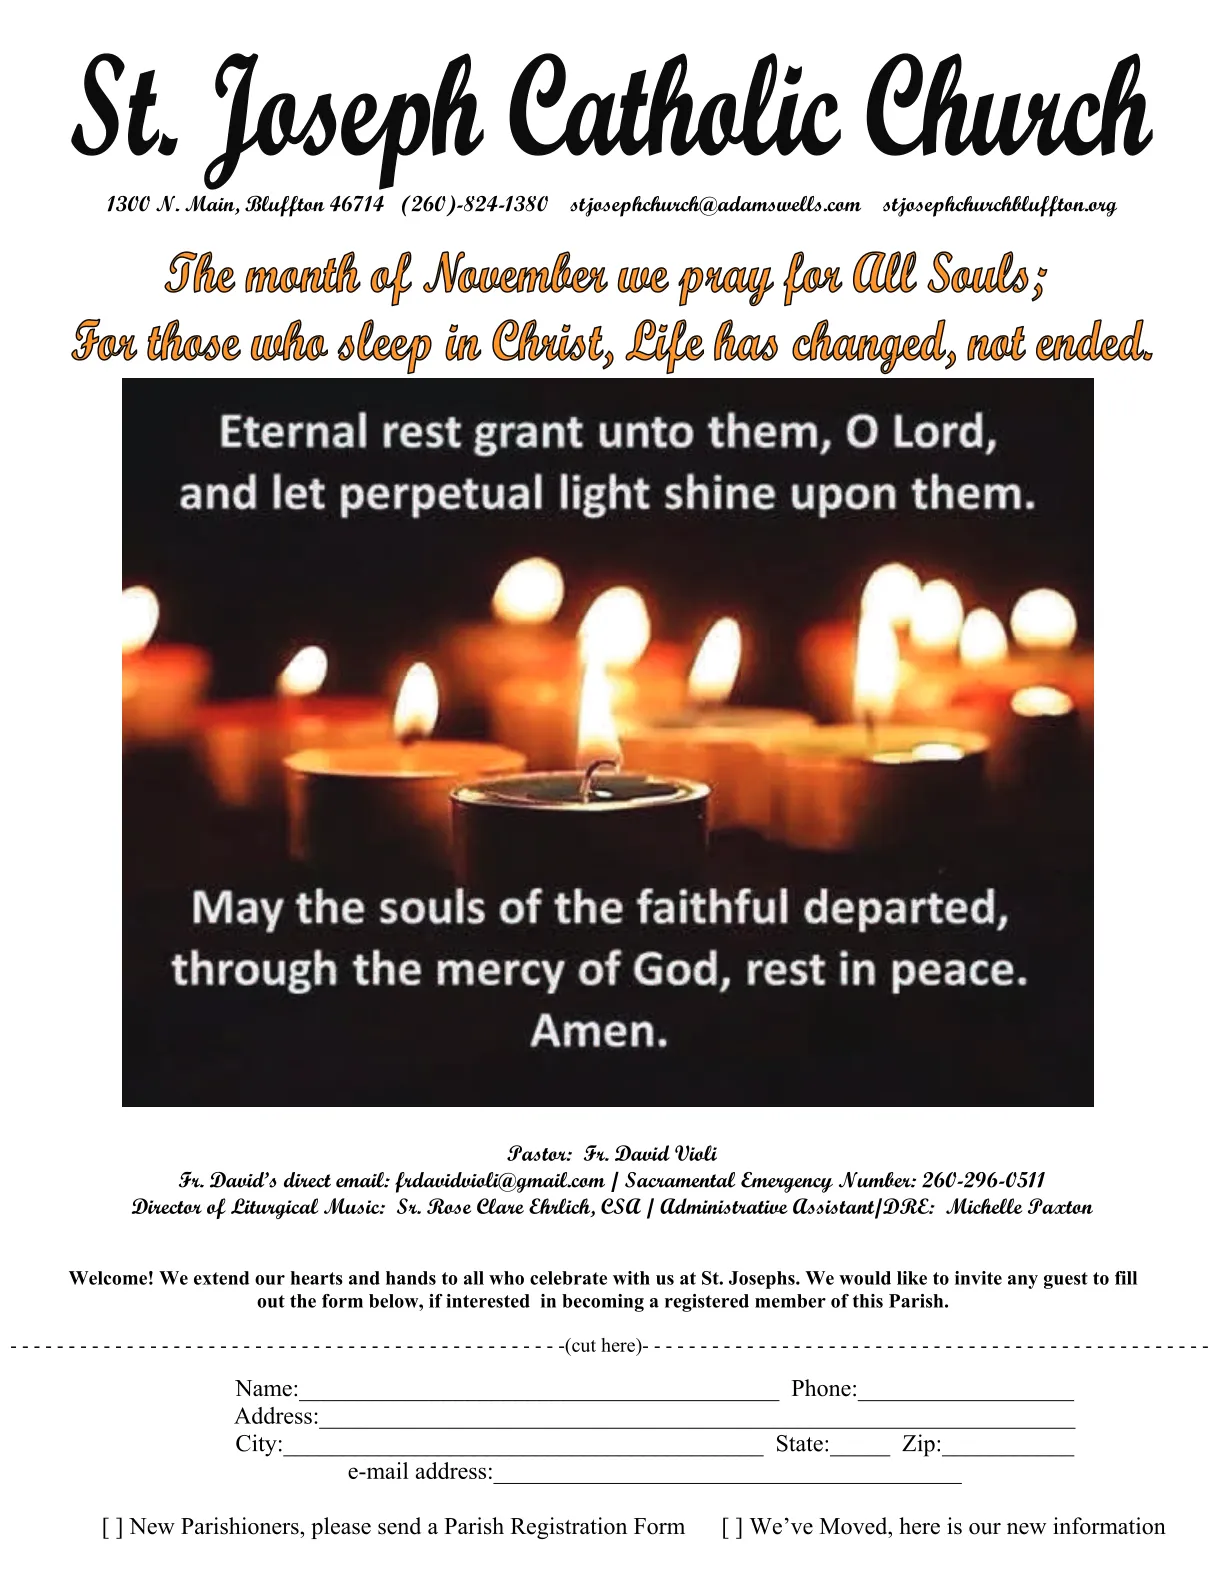 St. Joseph Catholic Church
1300 N. Main, Bluffton 46714 (260)-824-1380 stjosephchurch@adamswells.com stjosephchurchbluffton.org
The month of November we pray for All Souls;
For those who sleep in Christ, Life has changed, not ended.
Eternal rest grant unto them, O Lord,
and let perpetual light shine upon them.
May the souls of the faithful departed,
through the mercy of God, rest in peace.
Amen.
Pastor: Fr. David Violi
Fr. David's direct email: frdavidvioli@gmail.com / Sacramental Emergency Number: 260-296-0511
Director of Liturgical Music: Sr. Rose Clare Ehrlich, CSA / Administrative Assistant/DRE: Michelle Paxton
Welcome! We extend our hearts and hands to all who celebrate with us at St. Josephs. We would like to invite any guest to fill
out the form below, if interested in becoming a registered member of this Parish.
- - - - - - - - - - - - - - - - - - - - - - - - - - - - - - - - - - - - - - - - - - - - - - - -(cut here)- - - - - - - - - - - - - - - - - - - - - - - - - - - - - - - - - - - - - - - - - - - - - - - - -
Name:________________________________________ Phone:__________________
Address:_______________________________________________________________
City:________________________________________ State:_____ Zip:___________
e-mail address:_______________________________________
[ ] New Parishioners, please send a Parish Registration Form [ ] We've Moved, here is our new information